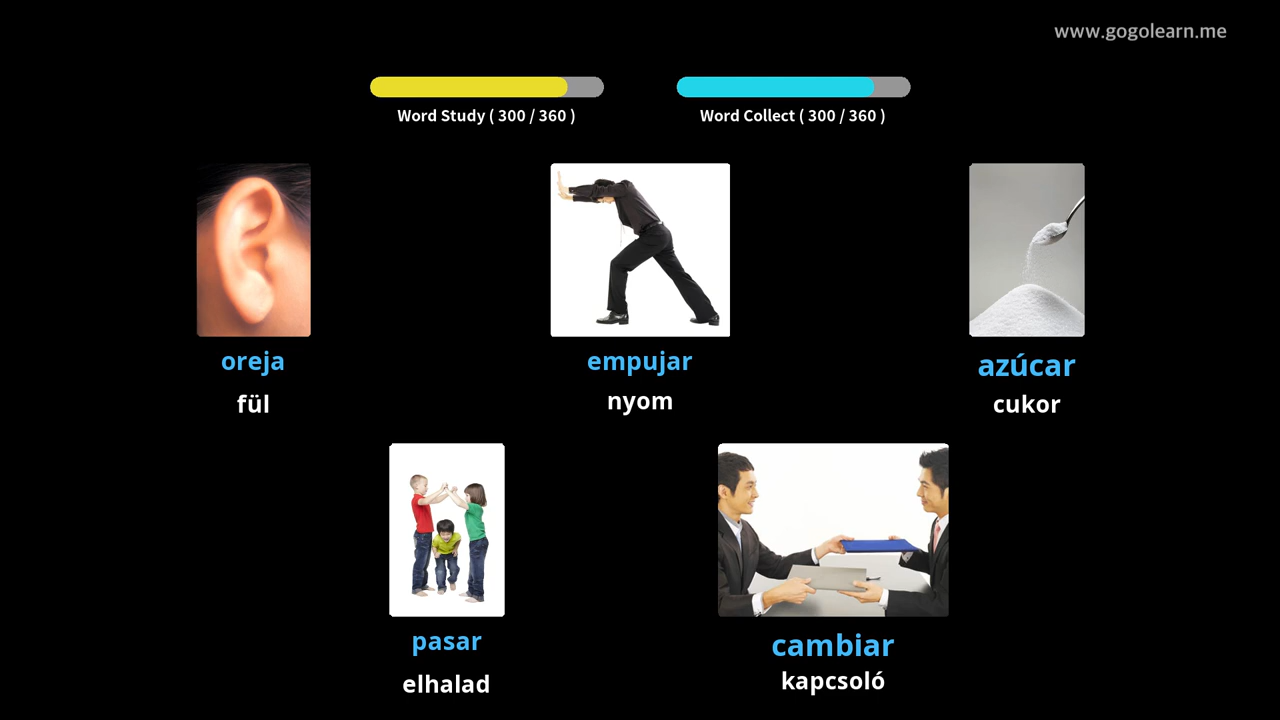 www.gogolearn.me
Word Study ( 300 / 360 )
Word Collect ( 300 / 360 )
oreja
fül
empujar
nyom
azúcar
cukor
pasar
elhalad
cambiar
kapcsoló